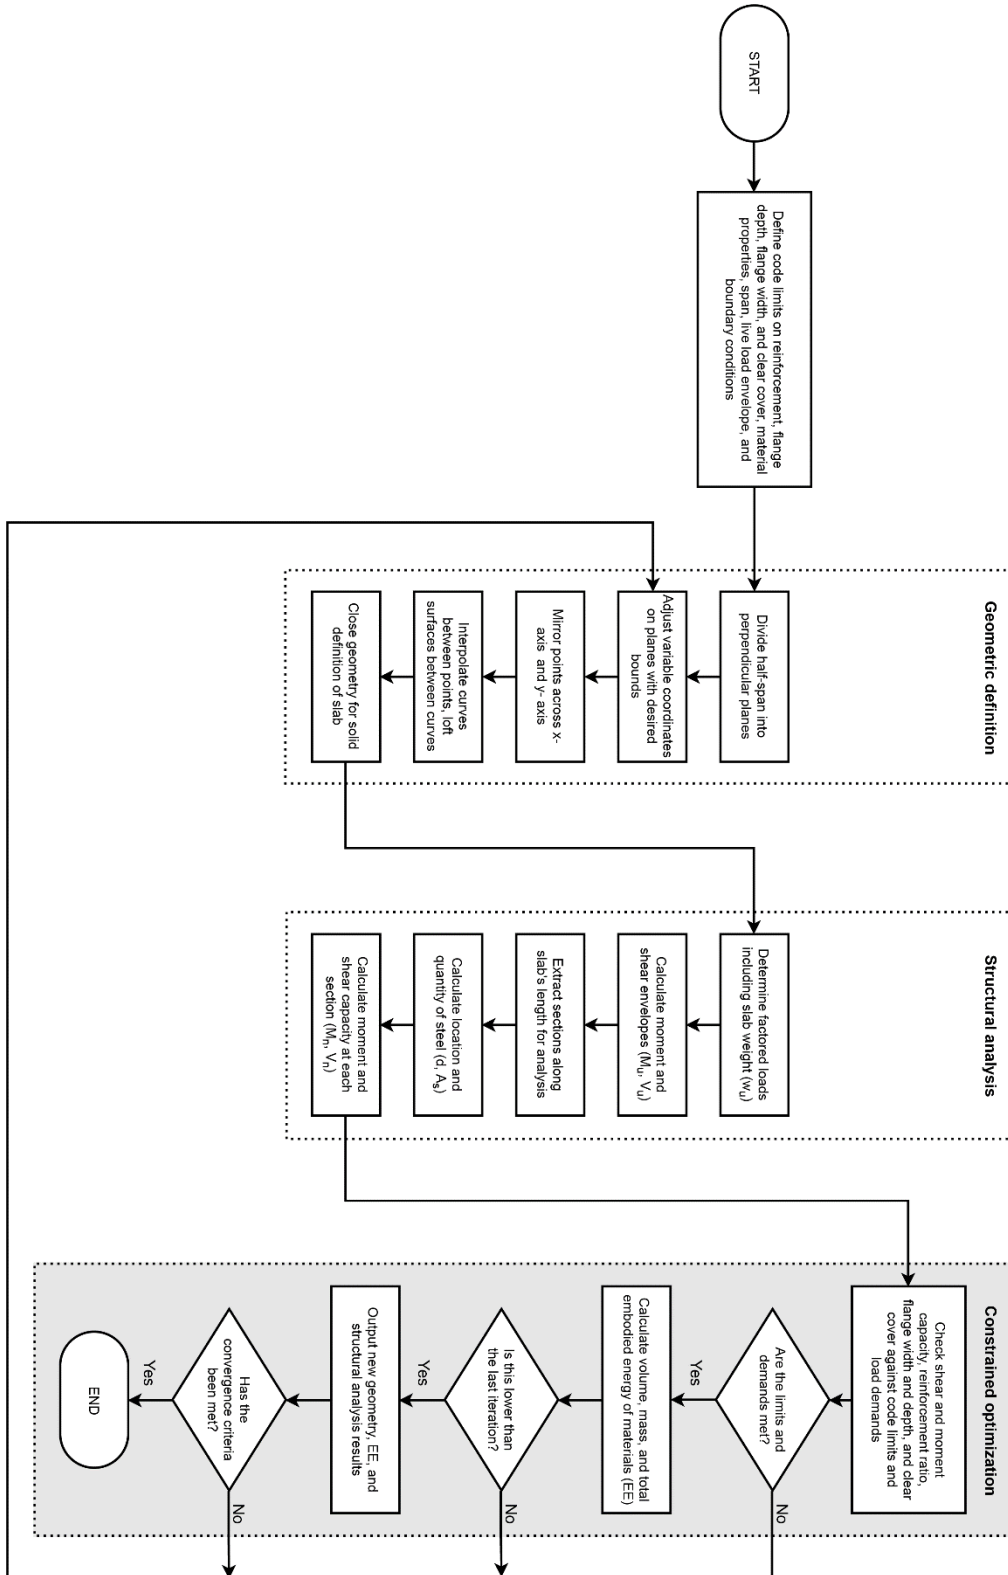 START
Define code limits on reinforcement, flange
depth, flange width, and clear cover, material
properties, span, live load envelope, and
boundary conditions
Geometric definition
Divide half-span into
perpendicular planes
Adjust variable coordinates
on planes with desired
bounds
Mirror points across x-
axis and y- axis
Interpolate curves
between points, loft
surfaces between curves
Close geometry for solid
definition of slab
Structural analysis
Determine factored loads
including slab weight (wu)
Calculate moment and
shear envelopes (Mu, Vu)
Extract sections along
slab's length for analysis
Calculate location and
quantity of steel (d, As)
Calculate moment and
shear capacity at each
section (Mn, Vn)
Constrained optimization
Check shear and moment
capacity, reinforcement ratio,
flange width and depth, and clear
cover against code limits and
load demands
Are the limits and
demands met?
No
Yes
Calculate volume, mass, and total
embodied energy of materials (EE)
Is this lower than
the last iteration?
No
Yes
Output new geometry, EE, and
structural analysis results
Has the
convergence criteria
been met?
No
Yes
END